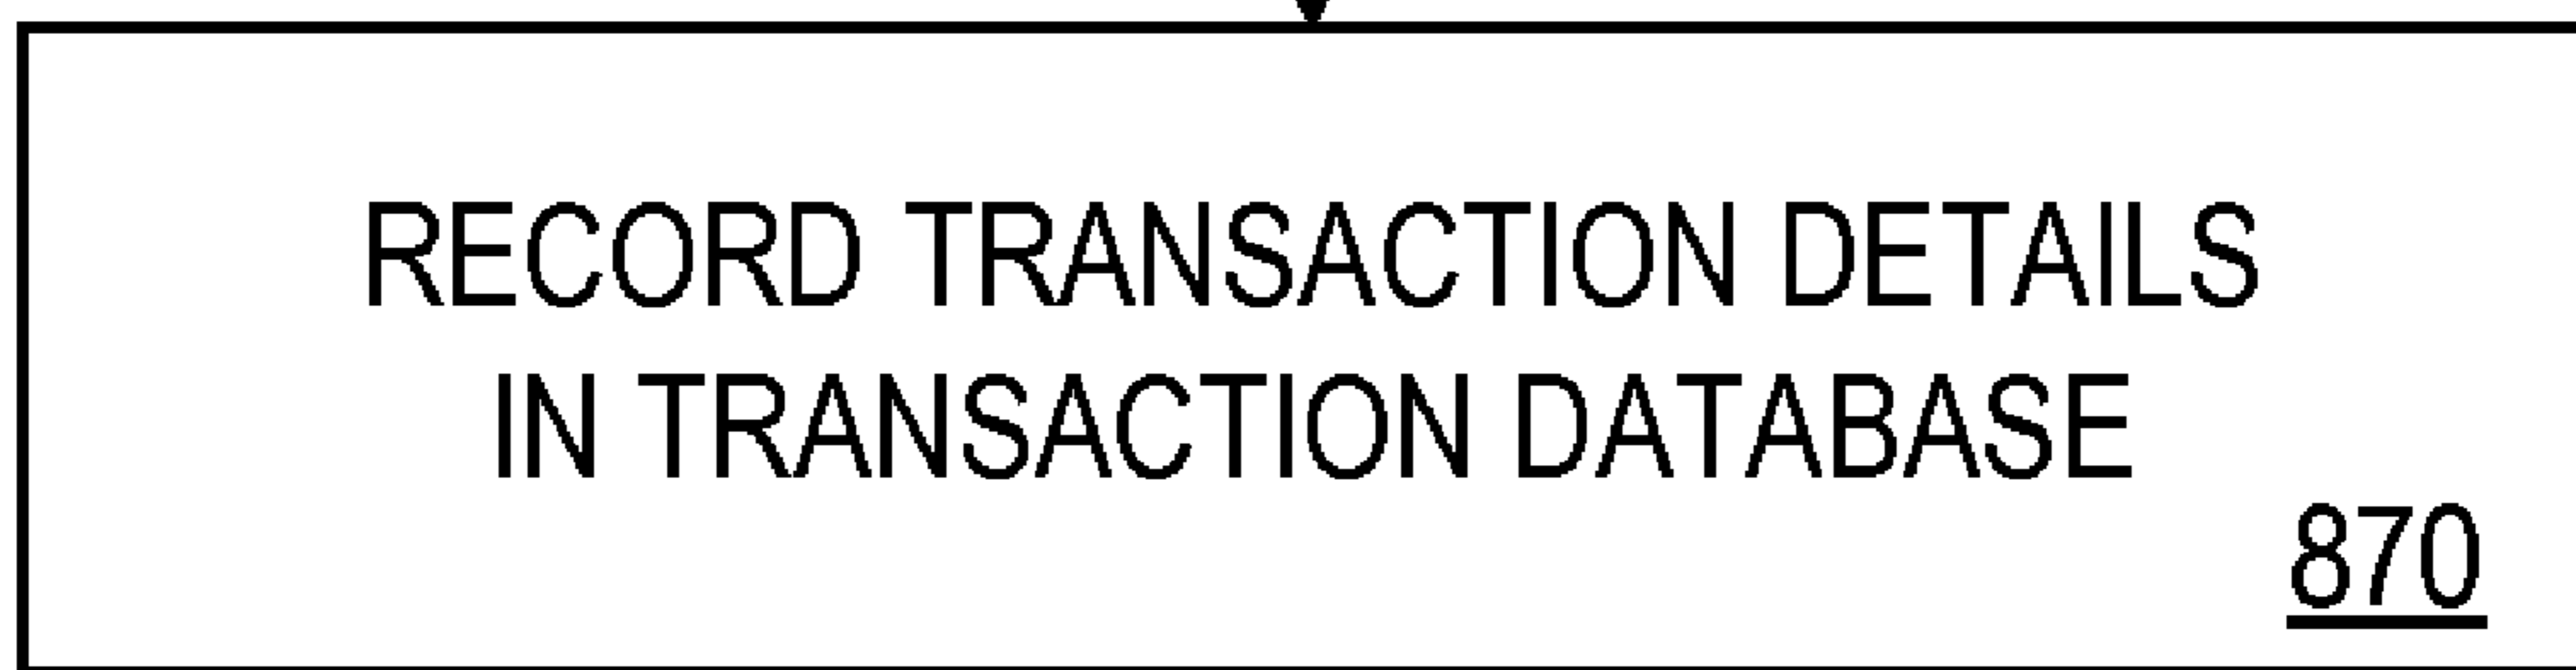 RECORD TRANSACTION DETAILS
IN TRANSACTION DATABASE
870